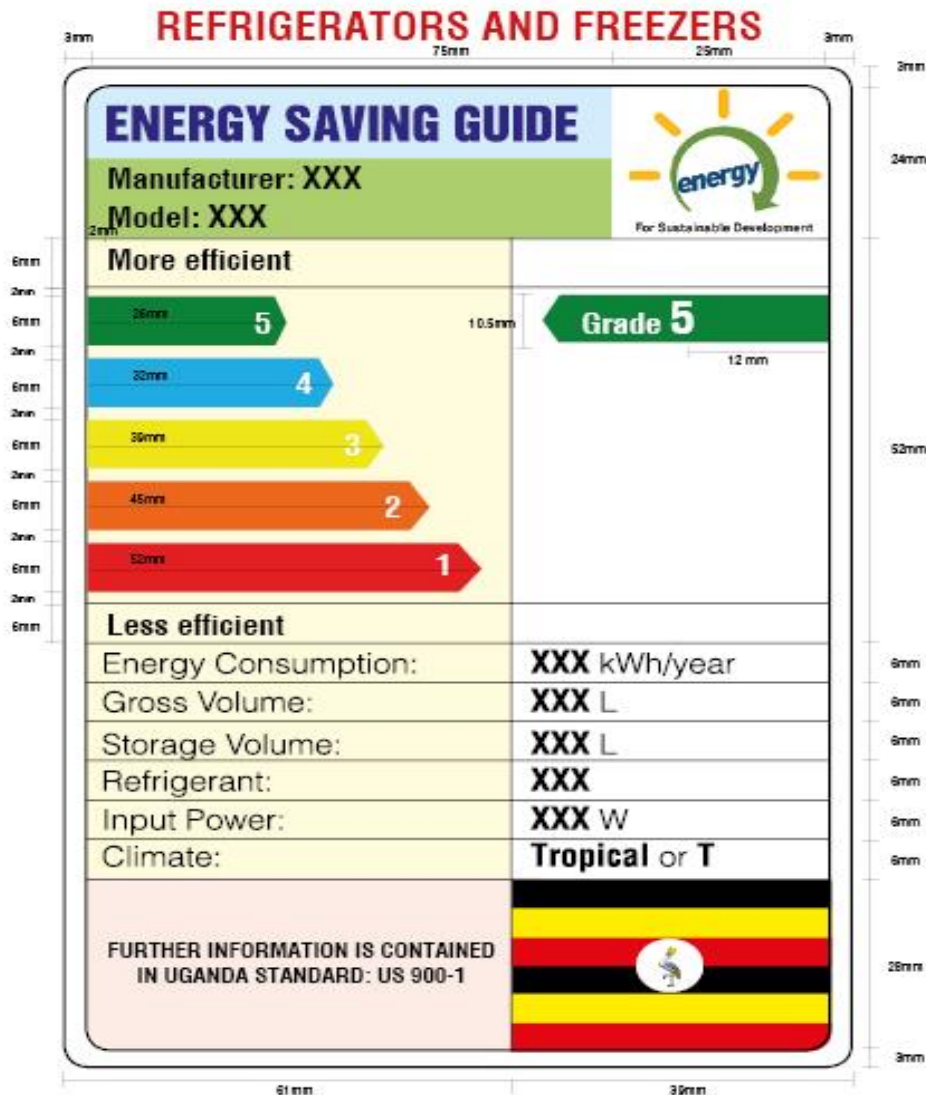 REFRIGERATORS AND FREEZERS
3mm 75mm 25mm 3mm
3mm
ENERGY SAVING GUIDE
energy
24mm
Manufacturer: XXX
Model: XXX
For Sustainable Development
2mm
6mm More efficient
2mm
6mm 26mm 5 10.5mm Grade 5
2mm 12 mm
6mm 32mm 4
2mm
6mm 39mm 3 52mm
2mm
6mm 45mm 2
2mm
6mm 52mm 1
2mm
6mm Less efficient
Energy Consumption: XXX kWh/year 6mm
Gross Volume: XXX L 6mm
Storage Volume: XXX L 6mm
Refrigerant: XXX 6mm
Input Power: XXX W 6mm
Climate: Tropical or T 6mm
FURTHER INFORMATION IS CONTAINED
IN UGANDA STANDARD: US 900-1
28mm
3mm
61mm 39mm